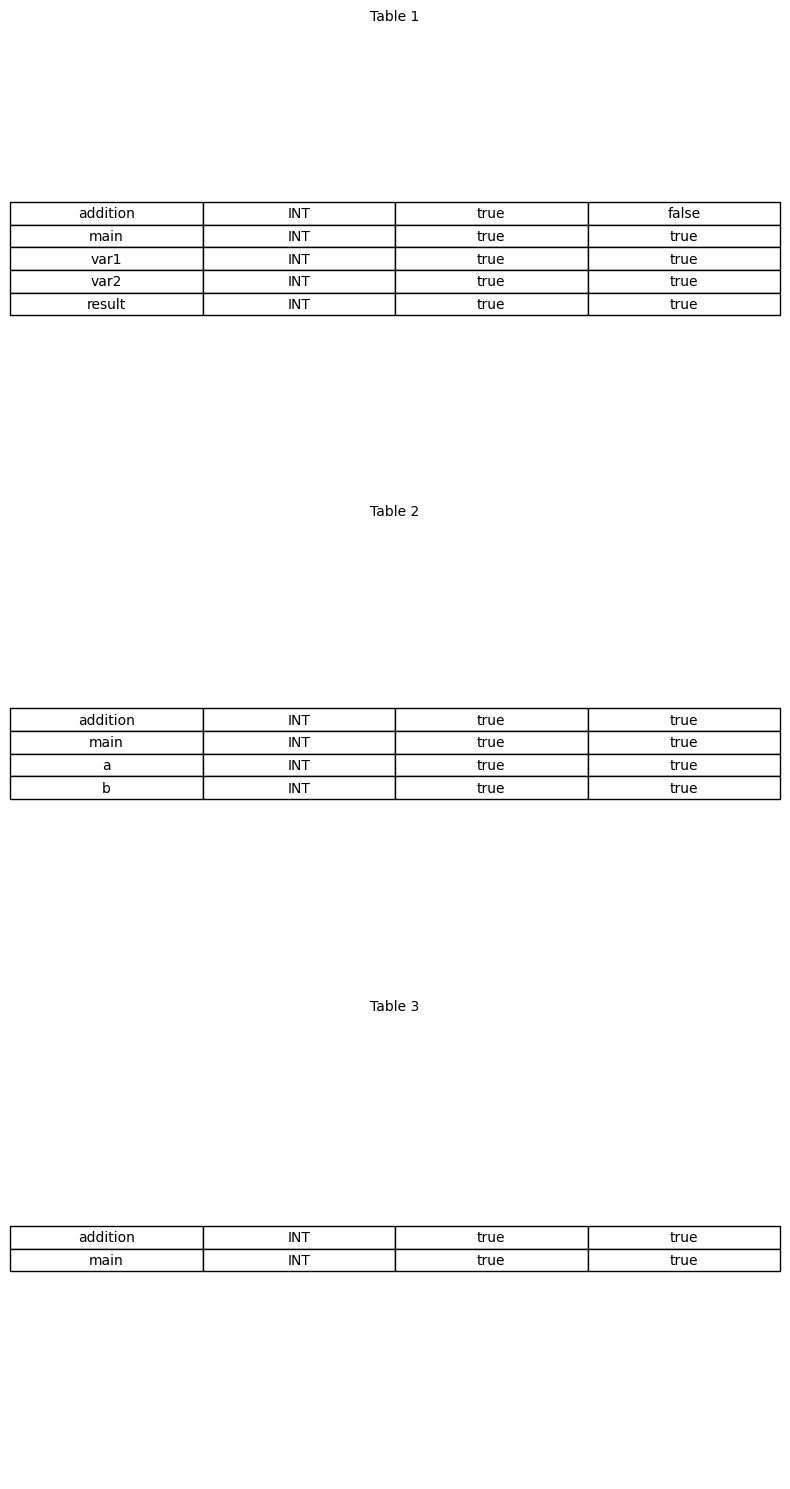 Table 1
addition INT true false
main INT true true
var1 INT true true
var2 INT true true
result INT true true
Table 2
addition INT true true
main INT true true
a INT true true
b INT true true
Table 3
addition INT true true
main INT true true